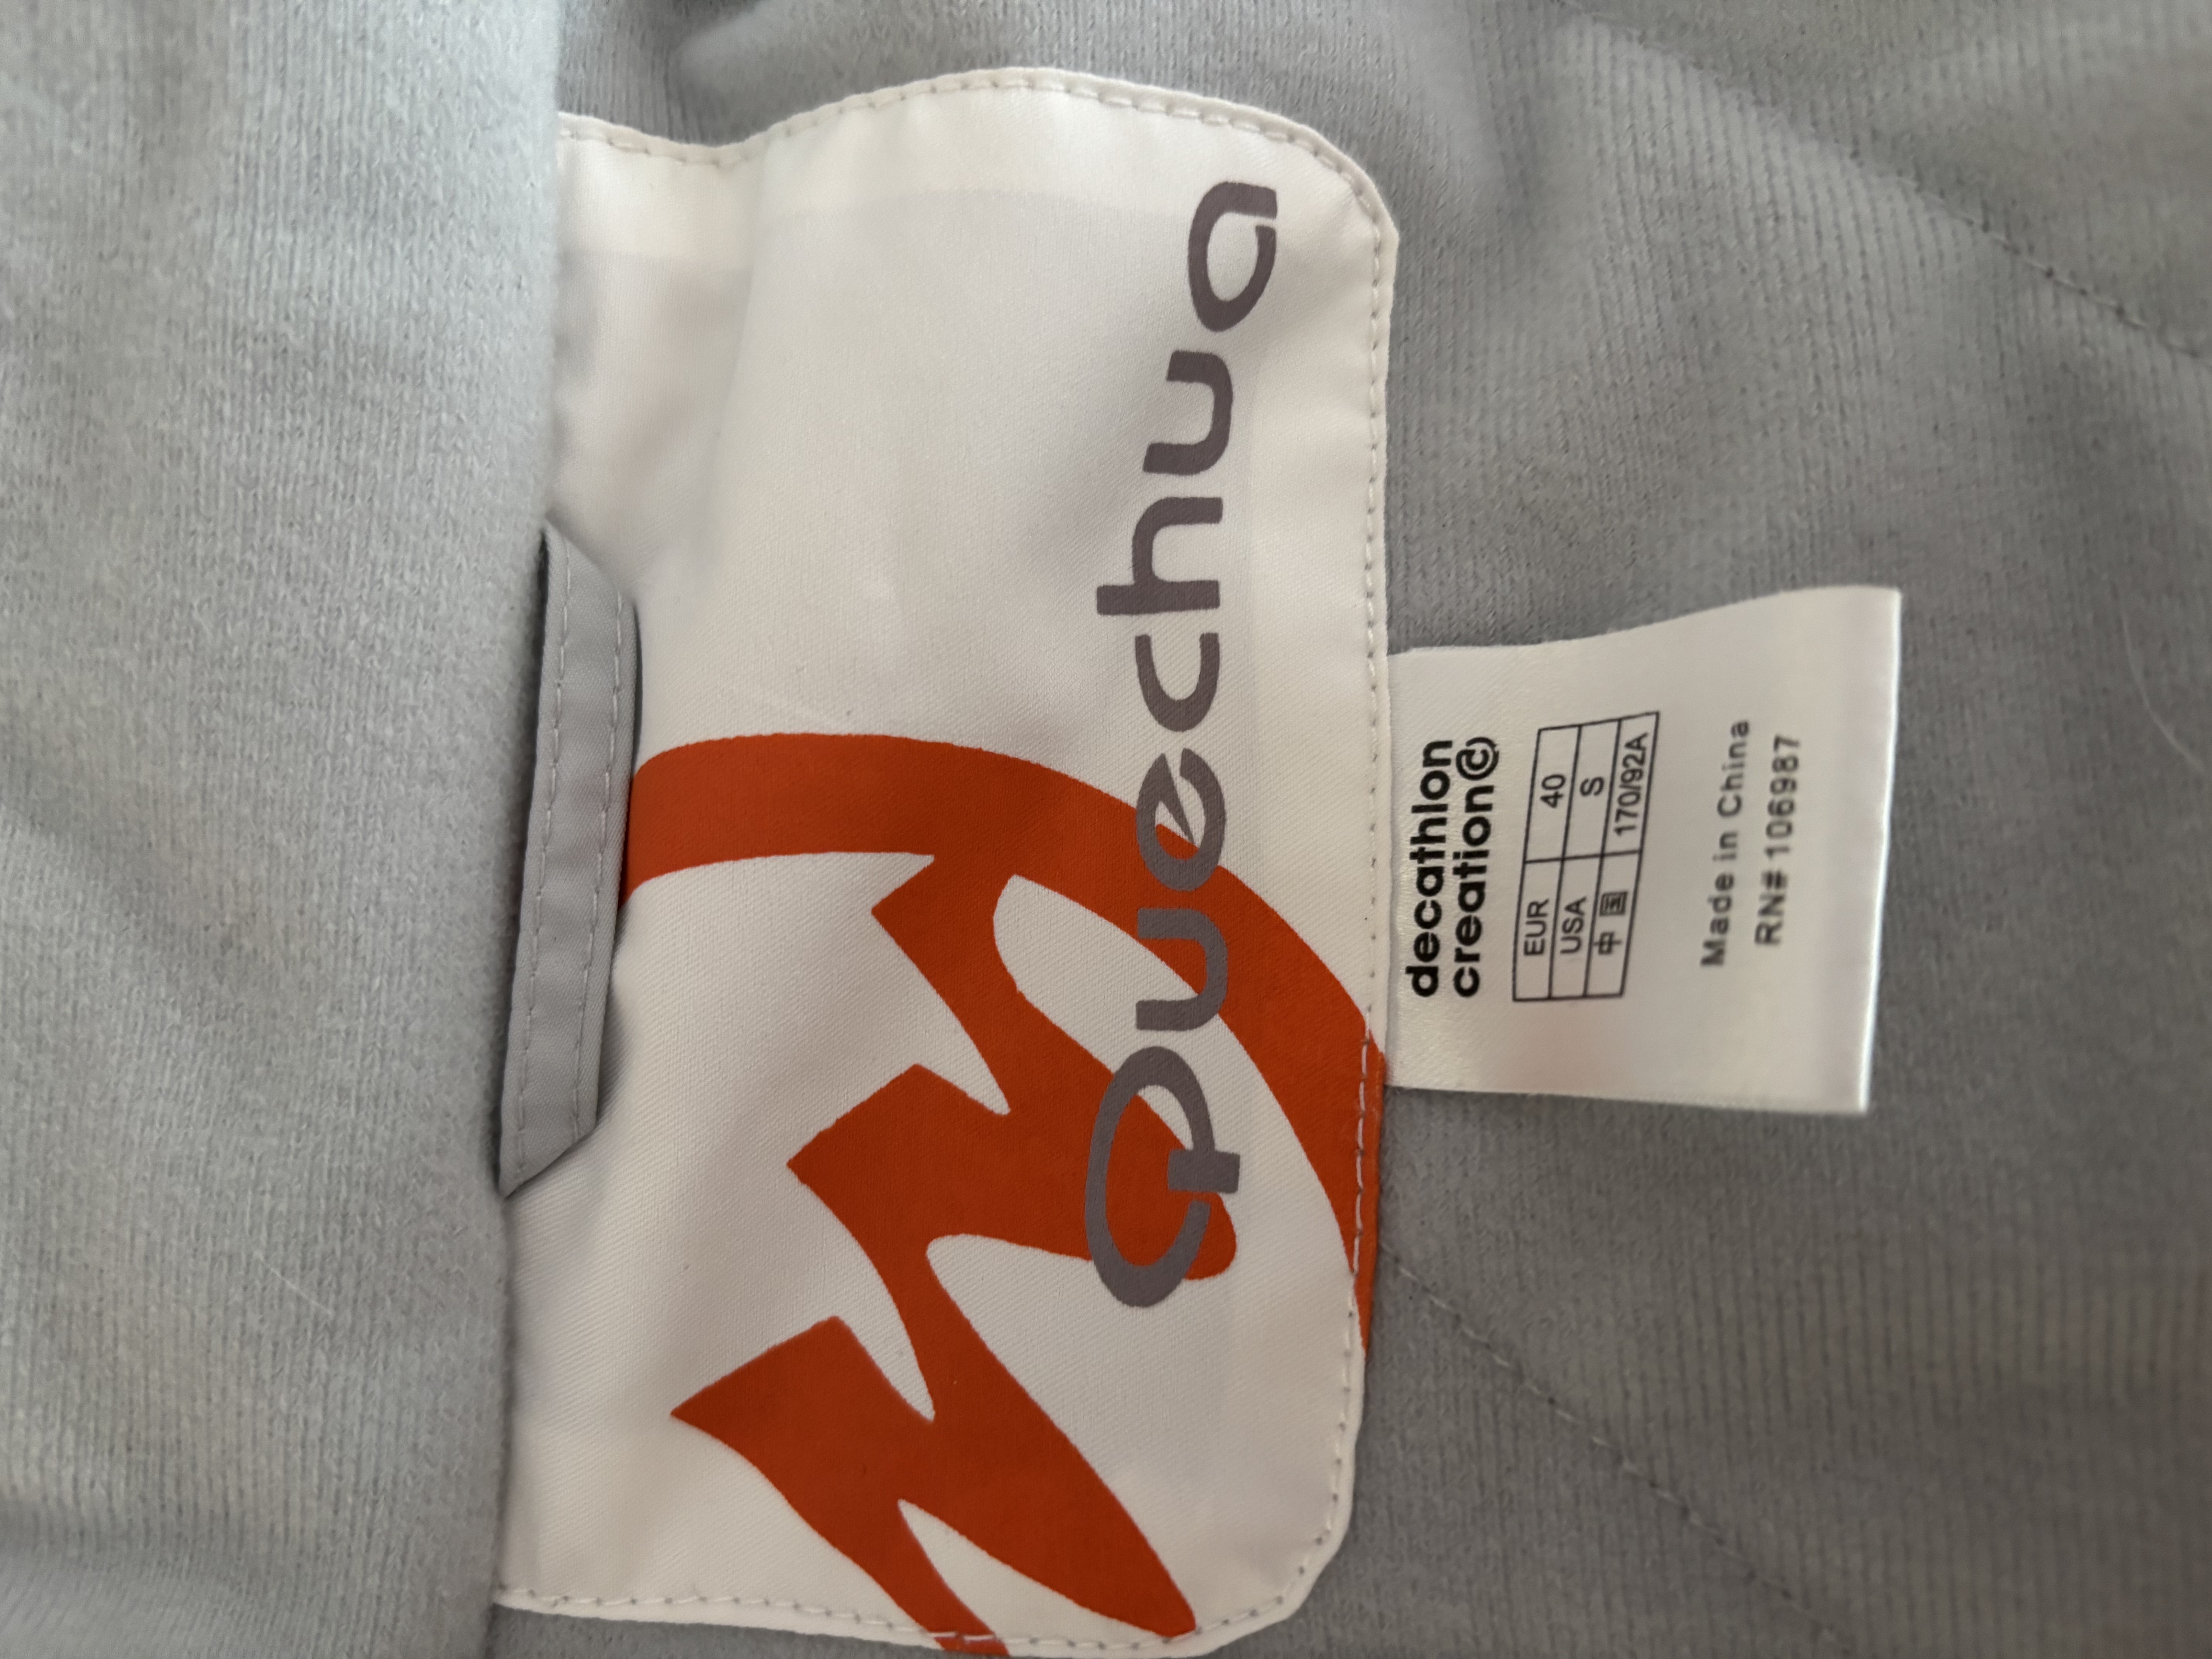 quechua
decathlon
creation©
EUR 40
USA S
中国 170/92A
Made in China
RN# 106987